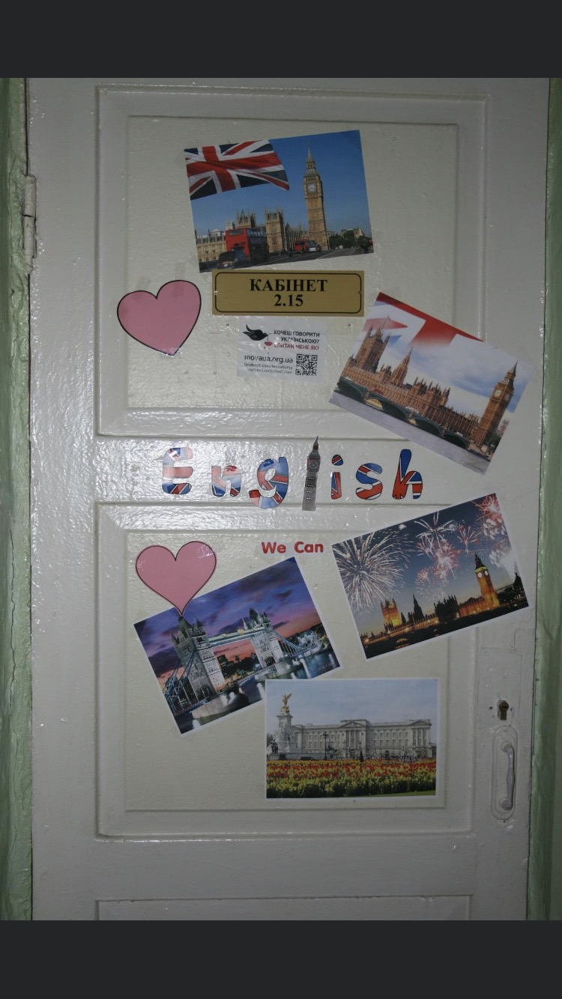 КАБІНЕТ
2.15
ХОЧЕШ ГОВОРИТИ
УКРАЇНСЬКОЮ?
СПИТАЙ МЕНЕ ЯК!
movaua.org.ua
English
We Can